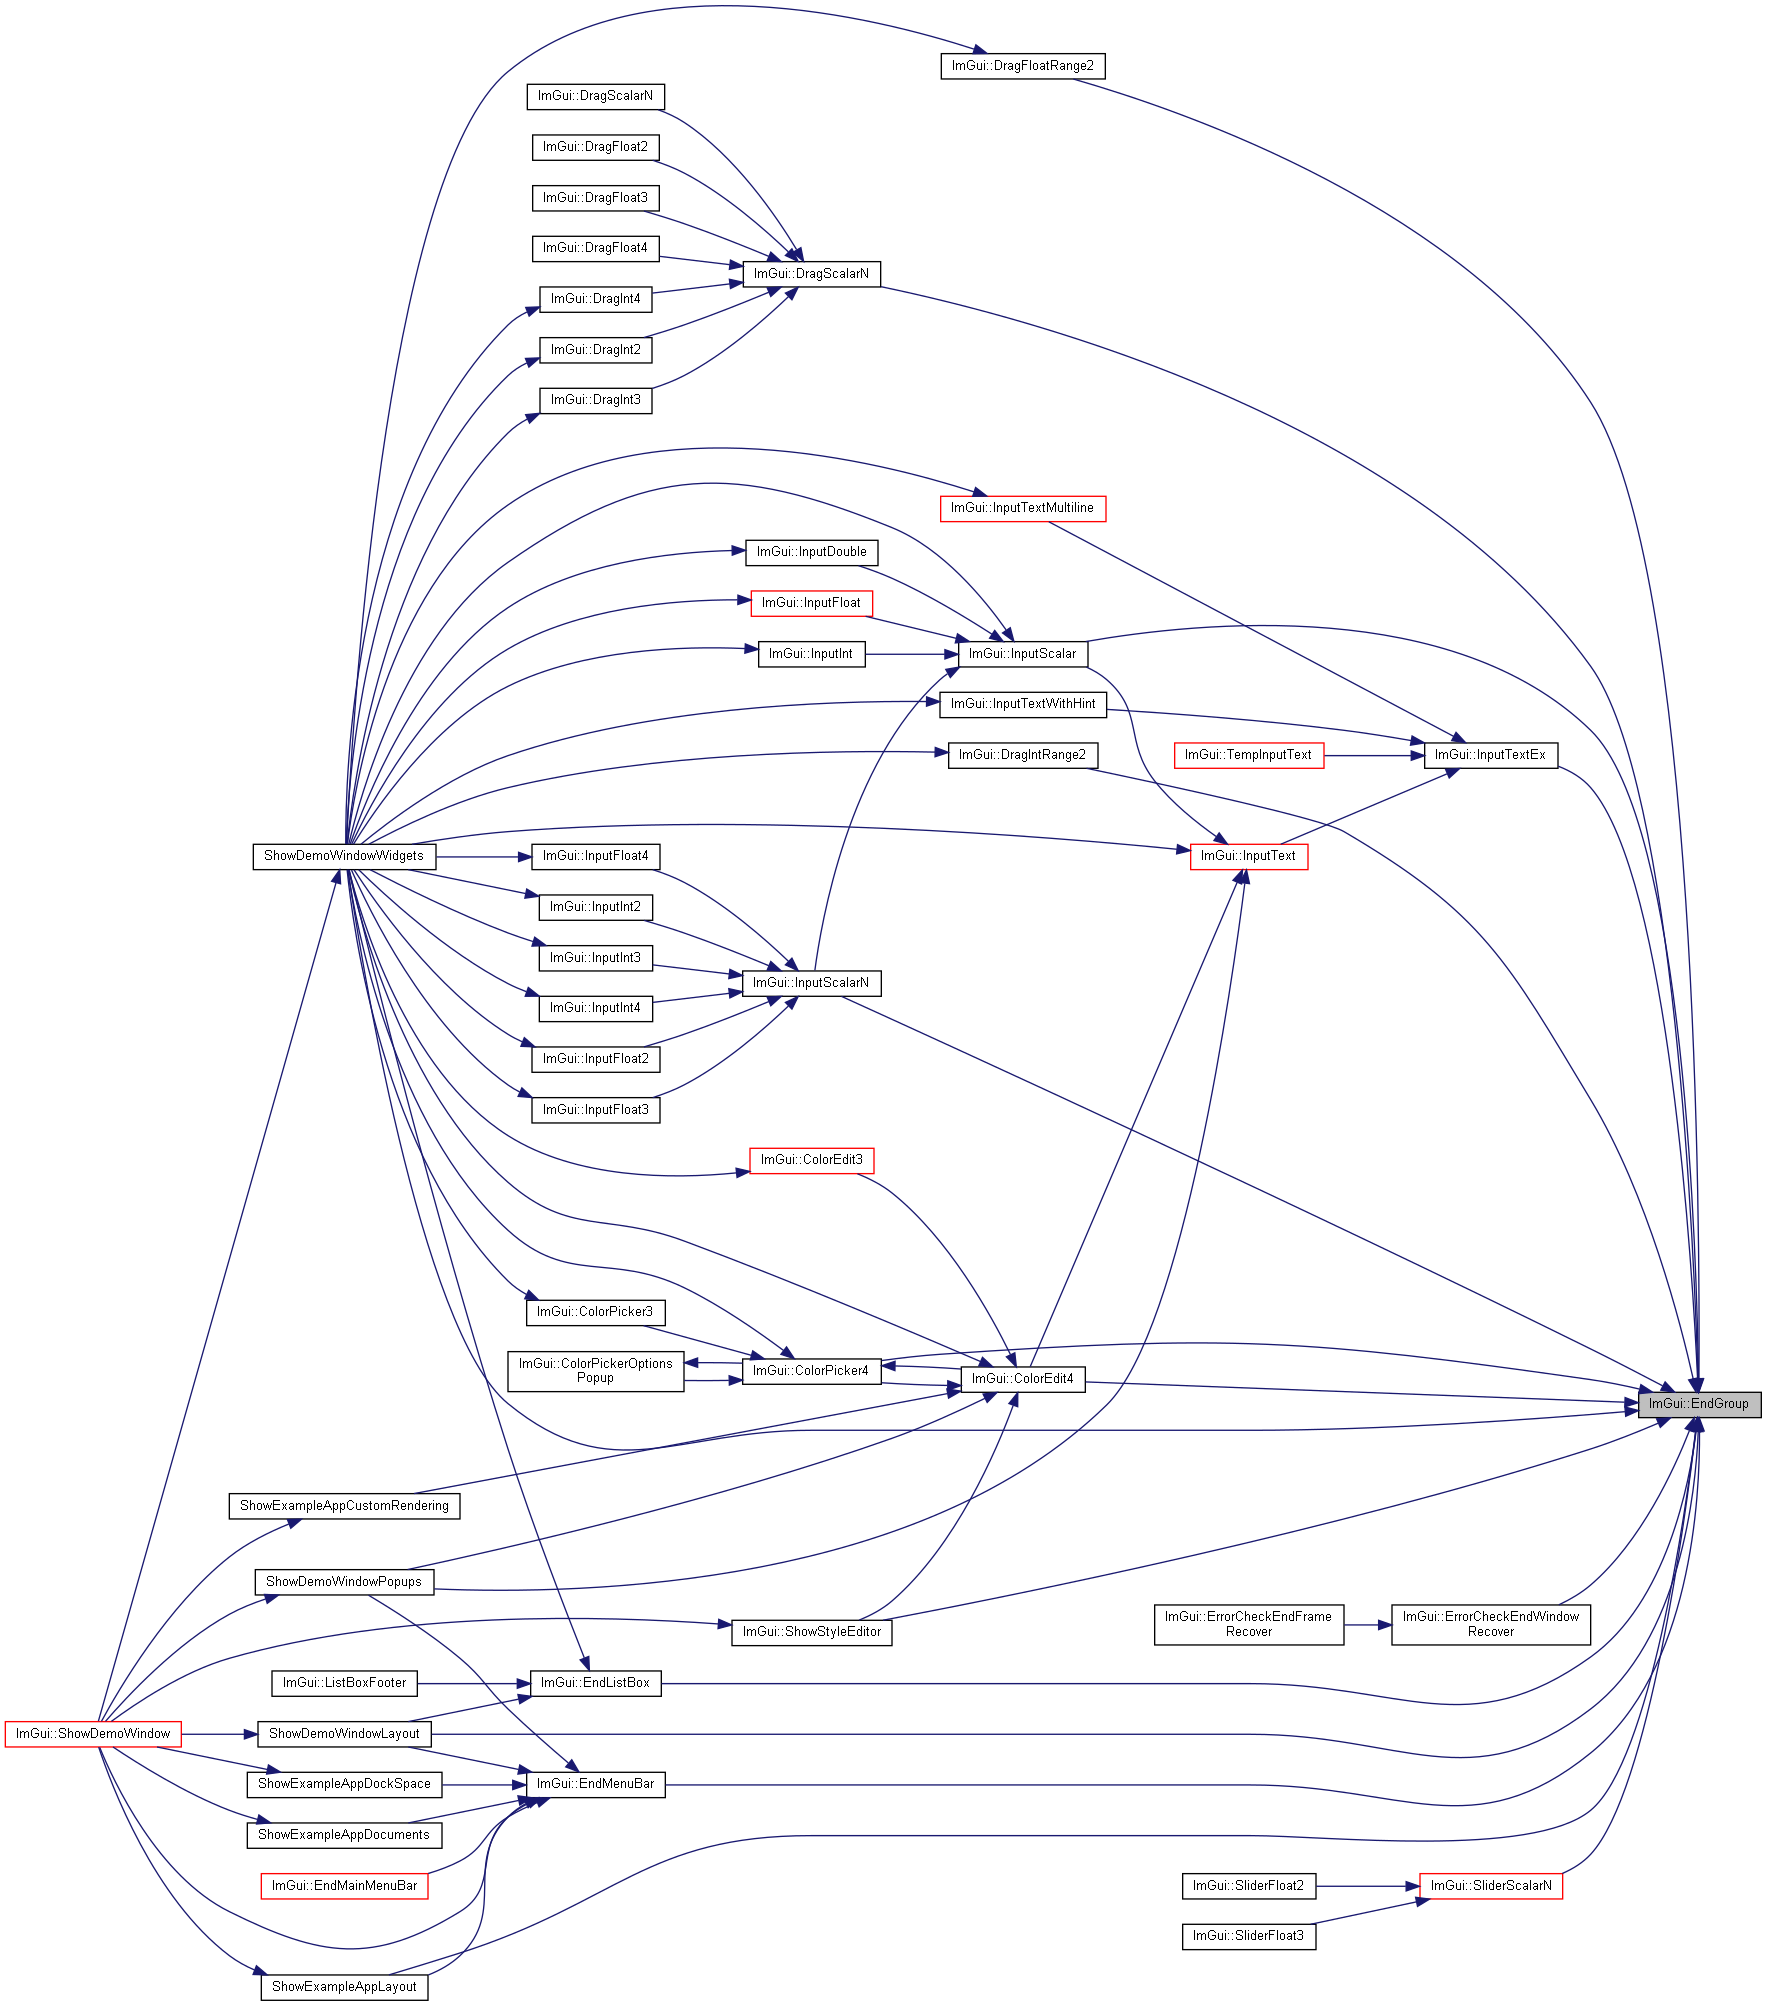 ImGui::DragFloatRange2
ImGui::DragScalarN
ImGui::DragFloat2
ImGui::DragFloat3
ImGui::DragFloat4
ImGui::DragScalarN
ImGui::DragInt4
ImGui::DragInt2
ImGui::DragInt3
ImGui::InputTextMultiline
ImGui::InputDouble
ImGui::InputFloat
ImGui::InputInt
ImGui::InputScalar
ImGui::InputTextWithHint
ImGui::DragIntRange2
ImGui::TempInputText
ImGui::InputTextEx
ShowDemoWindowWidgets
ImGui::InputFloat4
ImGui::InputText
ImGui::InputInt2
ImGui::InputInt3
ImGui::InputScalarN
ImGui::InputInt4
ImGui::InputFloat2
ImGui::InputFloat3
ImGui::ColorEdit3
ImGui::ColorPicker3
ImGui::ColorPickerOptions
Popup
ImGui::ColorPicker4
ImGui::ColorEdit4
ImGui::EndGroup
ShowExampleAppCustomRendering
ShowDemoWindowPopups
ImGui::ShowStyleEditor
ImGui::ErrorCheckEndFrame
Recover
ImGui::ErrorCheckEndWindow
Recover
ImGui::ListBoxFooter
ImGui::EndListBox
ImGui::ShowDemoWindow
ShowDemoWindowLayout
ShowExampleAppDockSpace
ImGui::EndMenuBar
ShowExampleAppDocuments
ImGui::EndMainMenuBar
ImGui::SliderFloat2
ImGui::SliderScalarN
ImGui::SliderFloat3
ShowExampleAppLayout